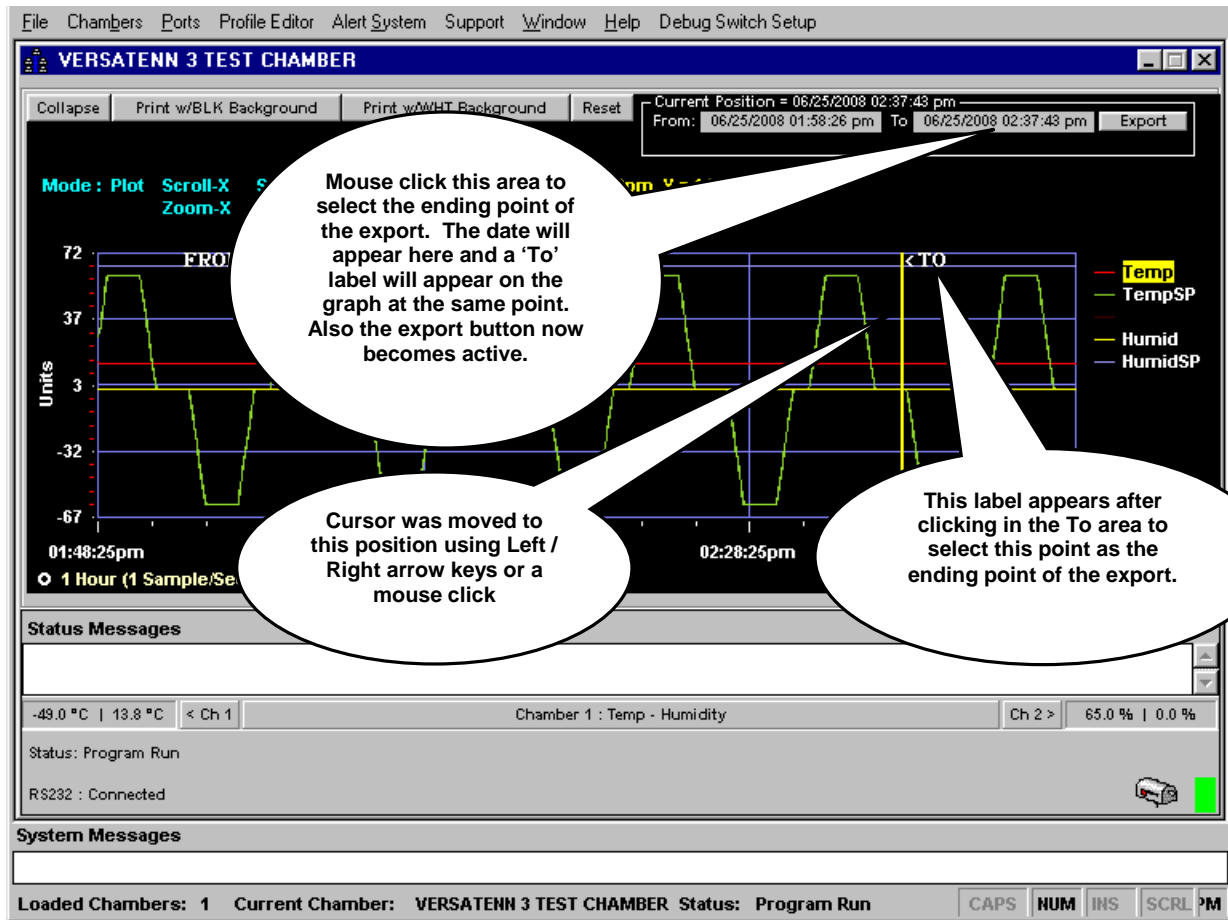 File Chambers Ports Profile Editor Alert System Support Window Help Debug Switch Setup
VERSATENN 3 TEST CHAMBER
Collapse Print w/BLK Background Print w/WHT Background Reset
Current Position = 06/25/2008 02:37:43 pm
From: 06/25/2008 01:58:26 pm To 06/25/2008 02:37:43 pm Export
Mode : Plot Scroll-X
Zoom-X
Mouse click this area to
select the ending point of
the export. The date will
appear here and a ‘To’
label will appear on the
graph at the same point.
Also the export button now
becomes active.
72
37
3
-32
-67
Units
<TO
Temp
TempSP
Humid
HumidSP
Cursor was moved to
this position using Left /
Right arrow keys or a
mouse click
This label appears after
clicking in the To area to
select this point as the
ending point of the export.
01:48:25pm 02:28:25pm
1 Hour (1
Status Messages
-49.0 °C | 13.8 °C < Ch 1 Chamber 1 : Temp - Humidity Ch 2 > 65.0 % | 0.0 %
Status: Program Run
RS232 : Connected
System Messages
Loaded Chambers: 1 Current Chamber: VERSATENN 3 TEST CHAMBER Status: Program Run CAPS NUM INS SCRL PM